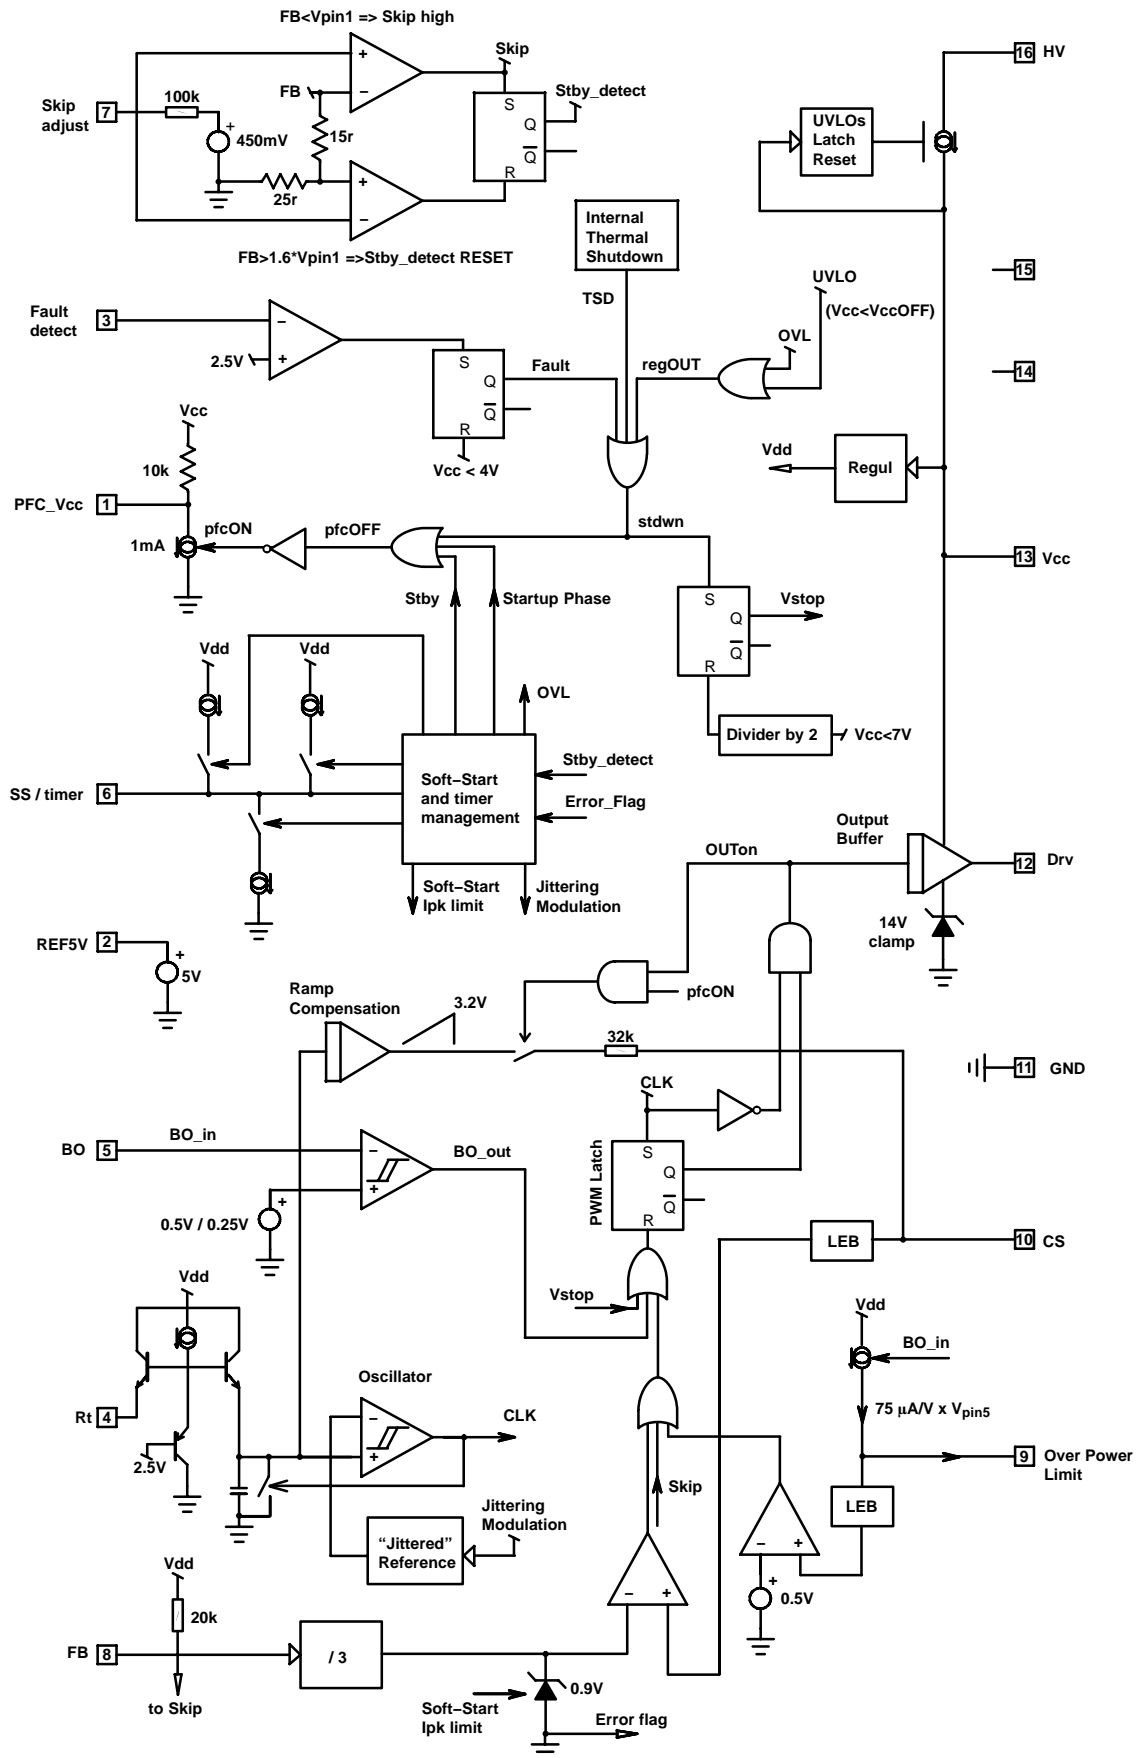 FB<Vpin1 => Skip high
Skip
16 HV
Skip adjust
7
100k
+
450mV
FB
15r
25r
+
−
+
−
S
Q
Q
R
Stby_detect
UVLOs
Latch
Reset
FB>1.6*Vpin1 =>Stby_detect RESET
Internal
Thermal
Shutdown
TSD
UVLO
(Vcc<VccOFF)
15
OVL
14
Fault
detect
3
−
+
2.5V
S
Q
Q
R
Fault
regOUT
Vcc < 4V
Vcc
10k
PFC_Vcc
1
1mA
pfcON
pfcOFF
stdwn
Vdd
Regul
13 Vcc
Stby
Startup Phase
S
Q
Q
R
Vstop
Divider by 2
Vcc<7V
Vdd
Vdd
OVL
SS / timer
6
Soft−Start
and timer
management
Stby_detect
Error_Flag
Soft−Start
Ipk limit
Jittering
Modulation
OUTon
Output
Buffer
12 Drv
14V
clamp
REF5V
2
+
5V
Ramp
Compensation
3.2V
pfcON
32k
11 GND
CLK
BO
5
BO_in
−
+
BO_out
+
0.5V / 0.25V
PWM Latch
S
Q
Q
R
LEB
10 CS
Vstop
Vdd
Rt
4
2.5V
Oscillator
−
+
CLK
Vdd
BO_in
75 µA/V x Vpin5
9
Over Power
Limit
LEB
Skip
Jittering
Modulation
“Jittered”
Reference
−
+
−
+
+
0.5V
Vdd
20k
FB
8
/ 3
to Skip
Soft−Start
Ipk limit
0.9V
Error flag